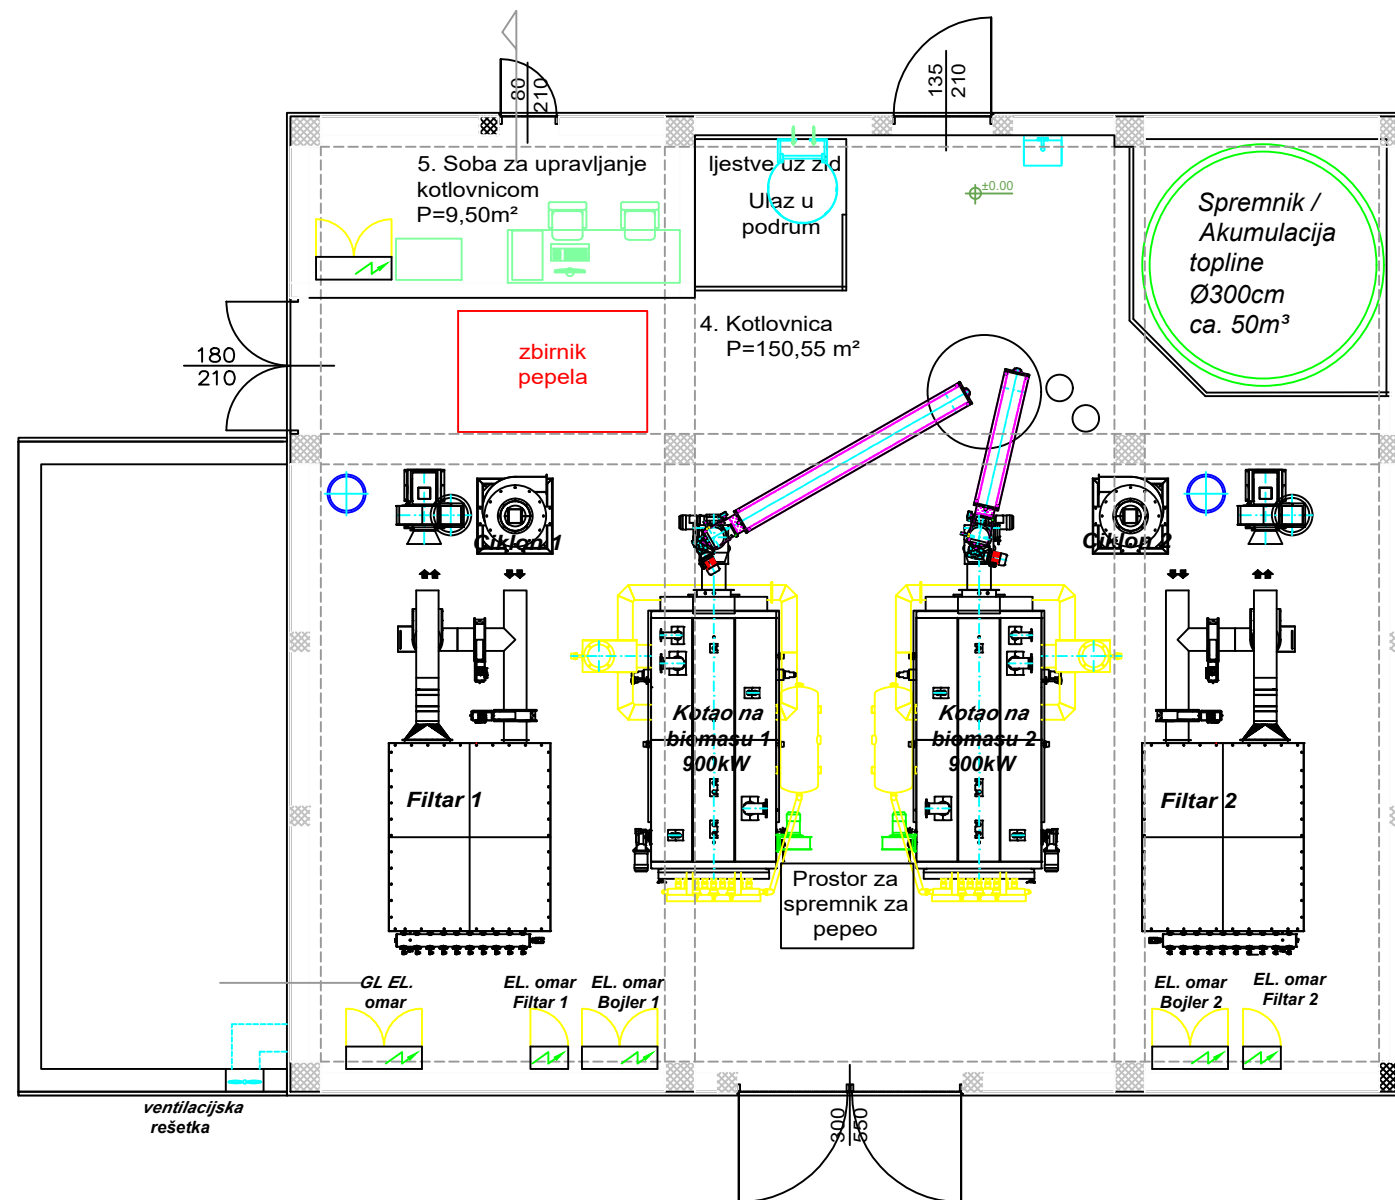 80
210
135
210
5. Soba za upravljanje
kotlovnicom
P=9,50m²
ljestve uz zid
Ulaz u
podrum
±0.00
Spremnik /
Akumulacija
topline
Ø300cm
ca. 50m³
180
210
zbirnik
pepela
4. Kotlovnica
P=150,55 m²
Ciklon 1
Ciklon 2
Kotao na
biomasu 1
900kW
Kotao na
biomasu 2
900kW
Filtar 1
Filtar 2
Prostor za
spremnik za
pepeo
GL EL.
omar
EL. omar
Filtar 1
EL. omar
Bojler 1
EL. omar
Bojler 2
EL. omar
Filtar 2
ventilacijska
rešetka
300
550